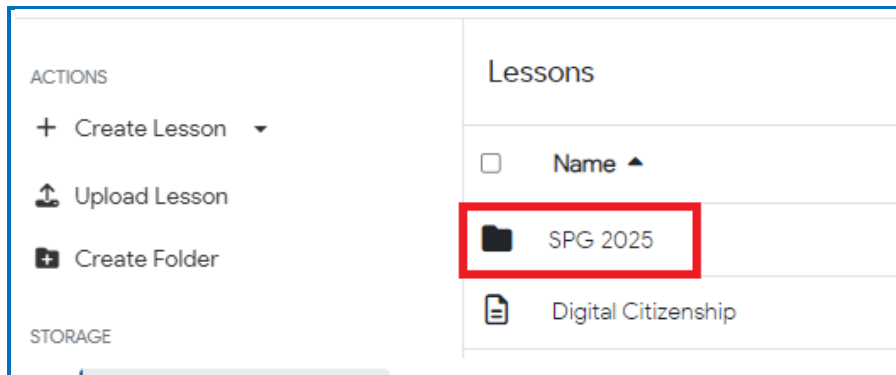 ACTIONS
Create Lesson
Upload Lesson
Create Folder
STORAGE
Lessons
Name
SPG 2025
Digital Citizenship